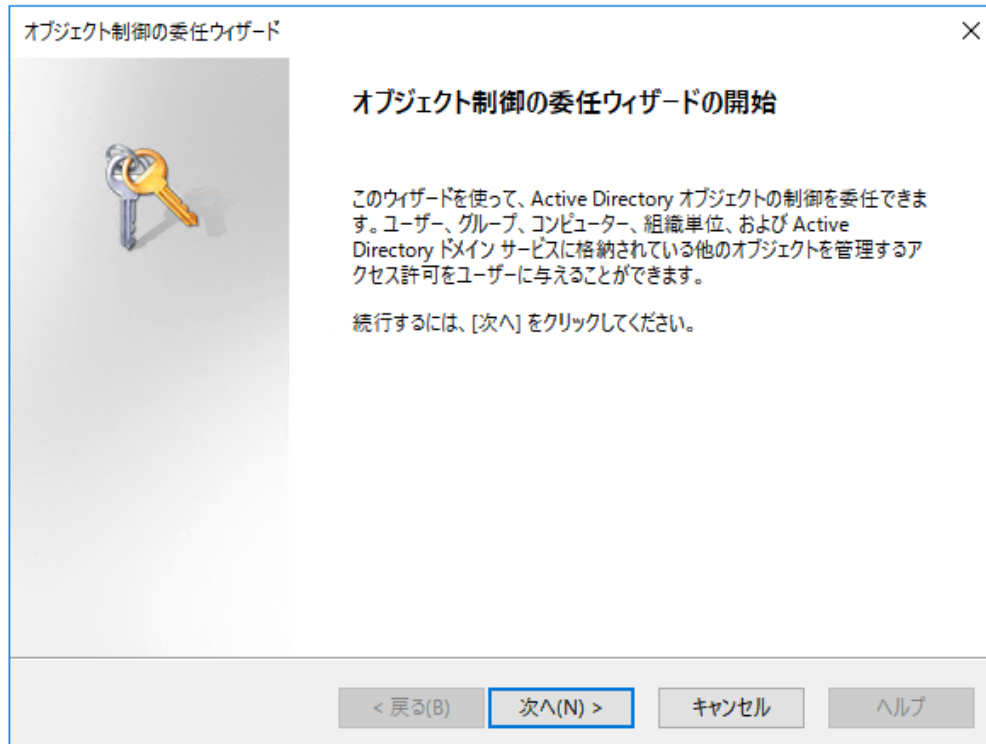 オブジェクト制御の委任ウィザード
オブジェクト制御の委任ウィザードの開始
このウィザードを使って、Active Directory オブジェクトの制御を委任できま
す。ユーザー、グループ、コンピューター、組織単位、および Active
Directory ドメイン サービスに格納されている他のオブジェクトを管理するア
クセス許可をユーザーに与えることができます。
続行するには、[次へ] をクリックしてください。
< 戻る(B) 次へ(N) > キャンセル ヘルプ